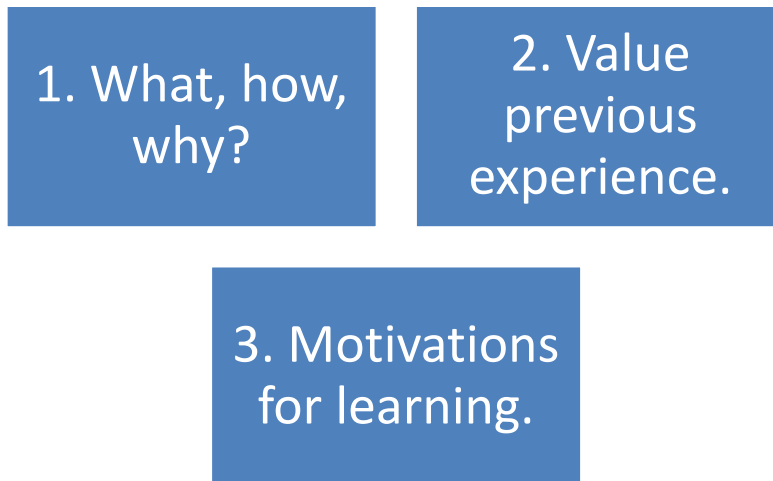 1. What, how,
why?
2. Value
previous
experience.
3. Motivations
for learning.